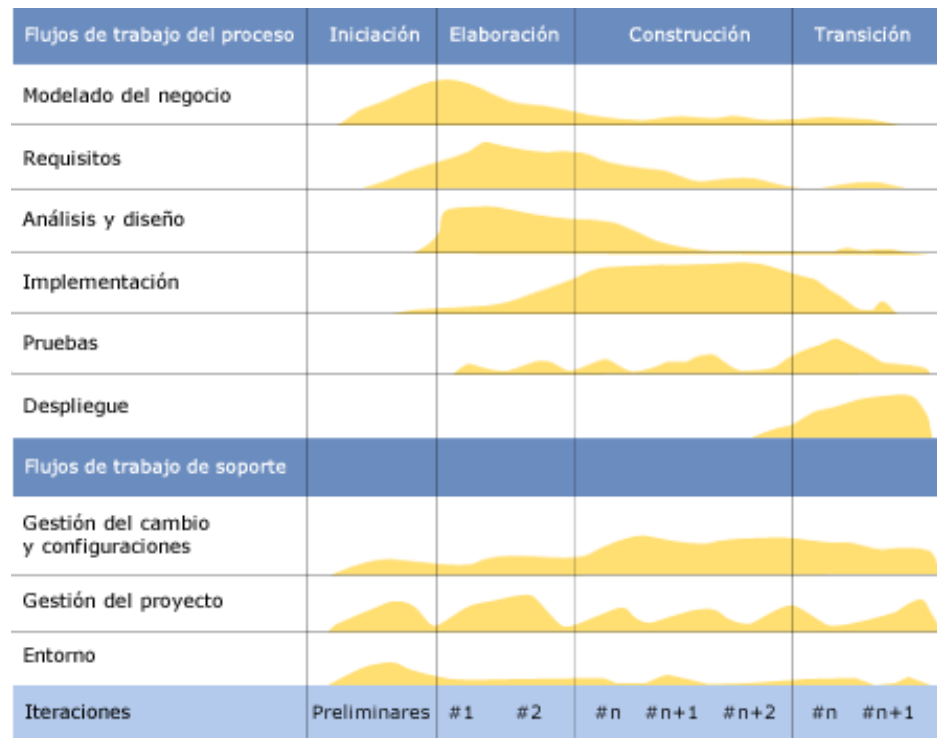 Flujos de trabajo del proceso Iniciación Elaboración Construcción Transición
Modelado del negocio
Requisitos
Análisis y diseño
Implementación
Pruebas
Despliegue
Flujos de trabajo de soporte
Gestión del cambio
y configuraciones
Gestión del proyecto
Entorno
Iteraciones Preliminares #1 #2 #n #n+1 #n+2 #n #n+1